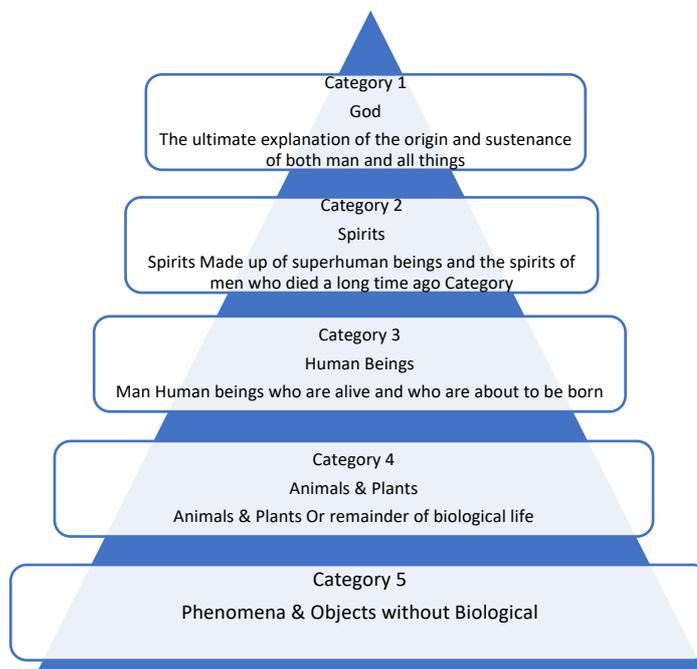 Category 1
God
The ultimate explanation of the origin and sustenance
of both man and all things
Category 2
Spirits
Spirits Made up of superhuman beings and the spirits of
men who died a long time ago Category
Category 3
Human Beings
Man Human beings who are alive and who are about to be born
Category 4
Animals & Plants
Animals & Plants Or remainder of biological life
Category 5
Phenomena & Objects without Biological